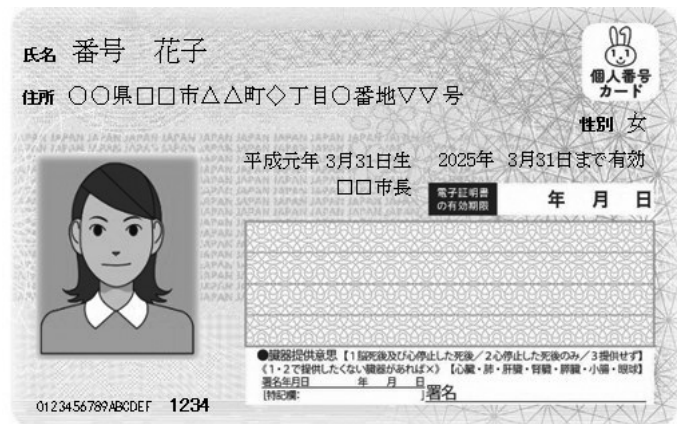 氏名 番号 花子
個人番号
カード
住所 ○○県□□市△△町◇丁目○番地▽▽号
性別 女
平成元年 3月31日生 2025年 3月31日まで有効
□□市長
電子証明書
の有効期限
年 月 日
●臓器提供意思【1脳死後及び心停止した死後／2心停止した死後のみ／3提供せず】
《1・2で提供したくない臓器があれば×》【心臓・肺・肝臓・腎臓・膵臓・小腸・眼球】
署名年月日 年 月 日
[特記欄: ]署名
0123456789ABCDEF 1234